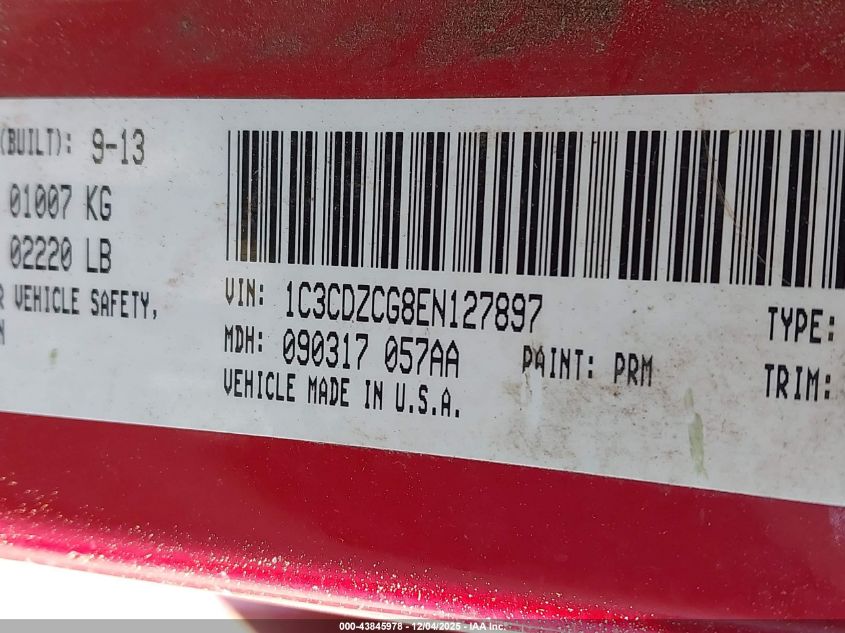 (BUILT): 9-13
01007 KG
02220 LB
R VEHICLE SAFETY,
N
VIN: 1C3CDZCG8EN127897
MDH: 090317 057AA
PAINT: PRM
VEHICLE MADE IN U.S.A.
TYPE:
TRIM:
000-43845978 - 12/04/2025 - IAA Inc.